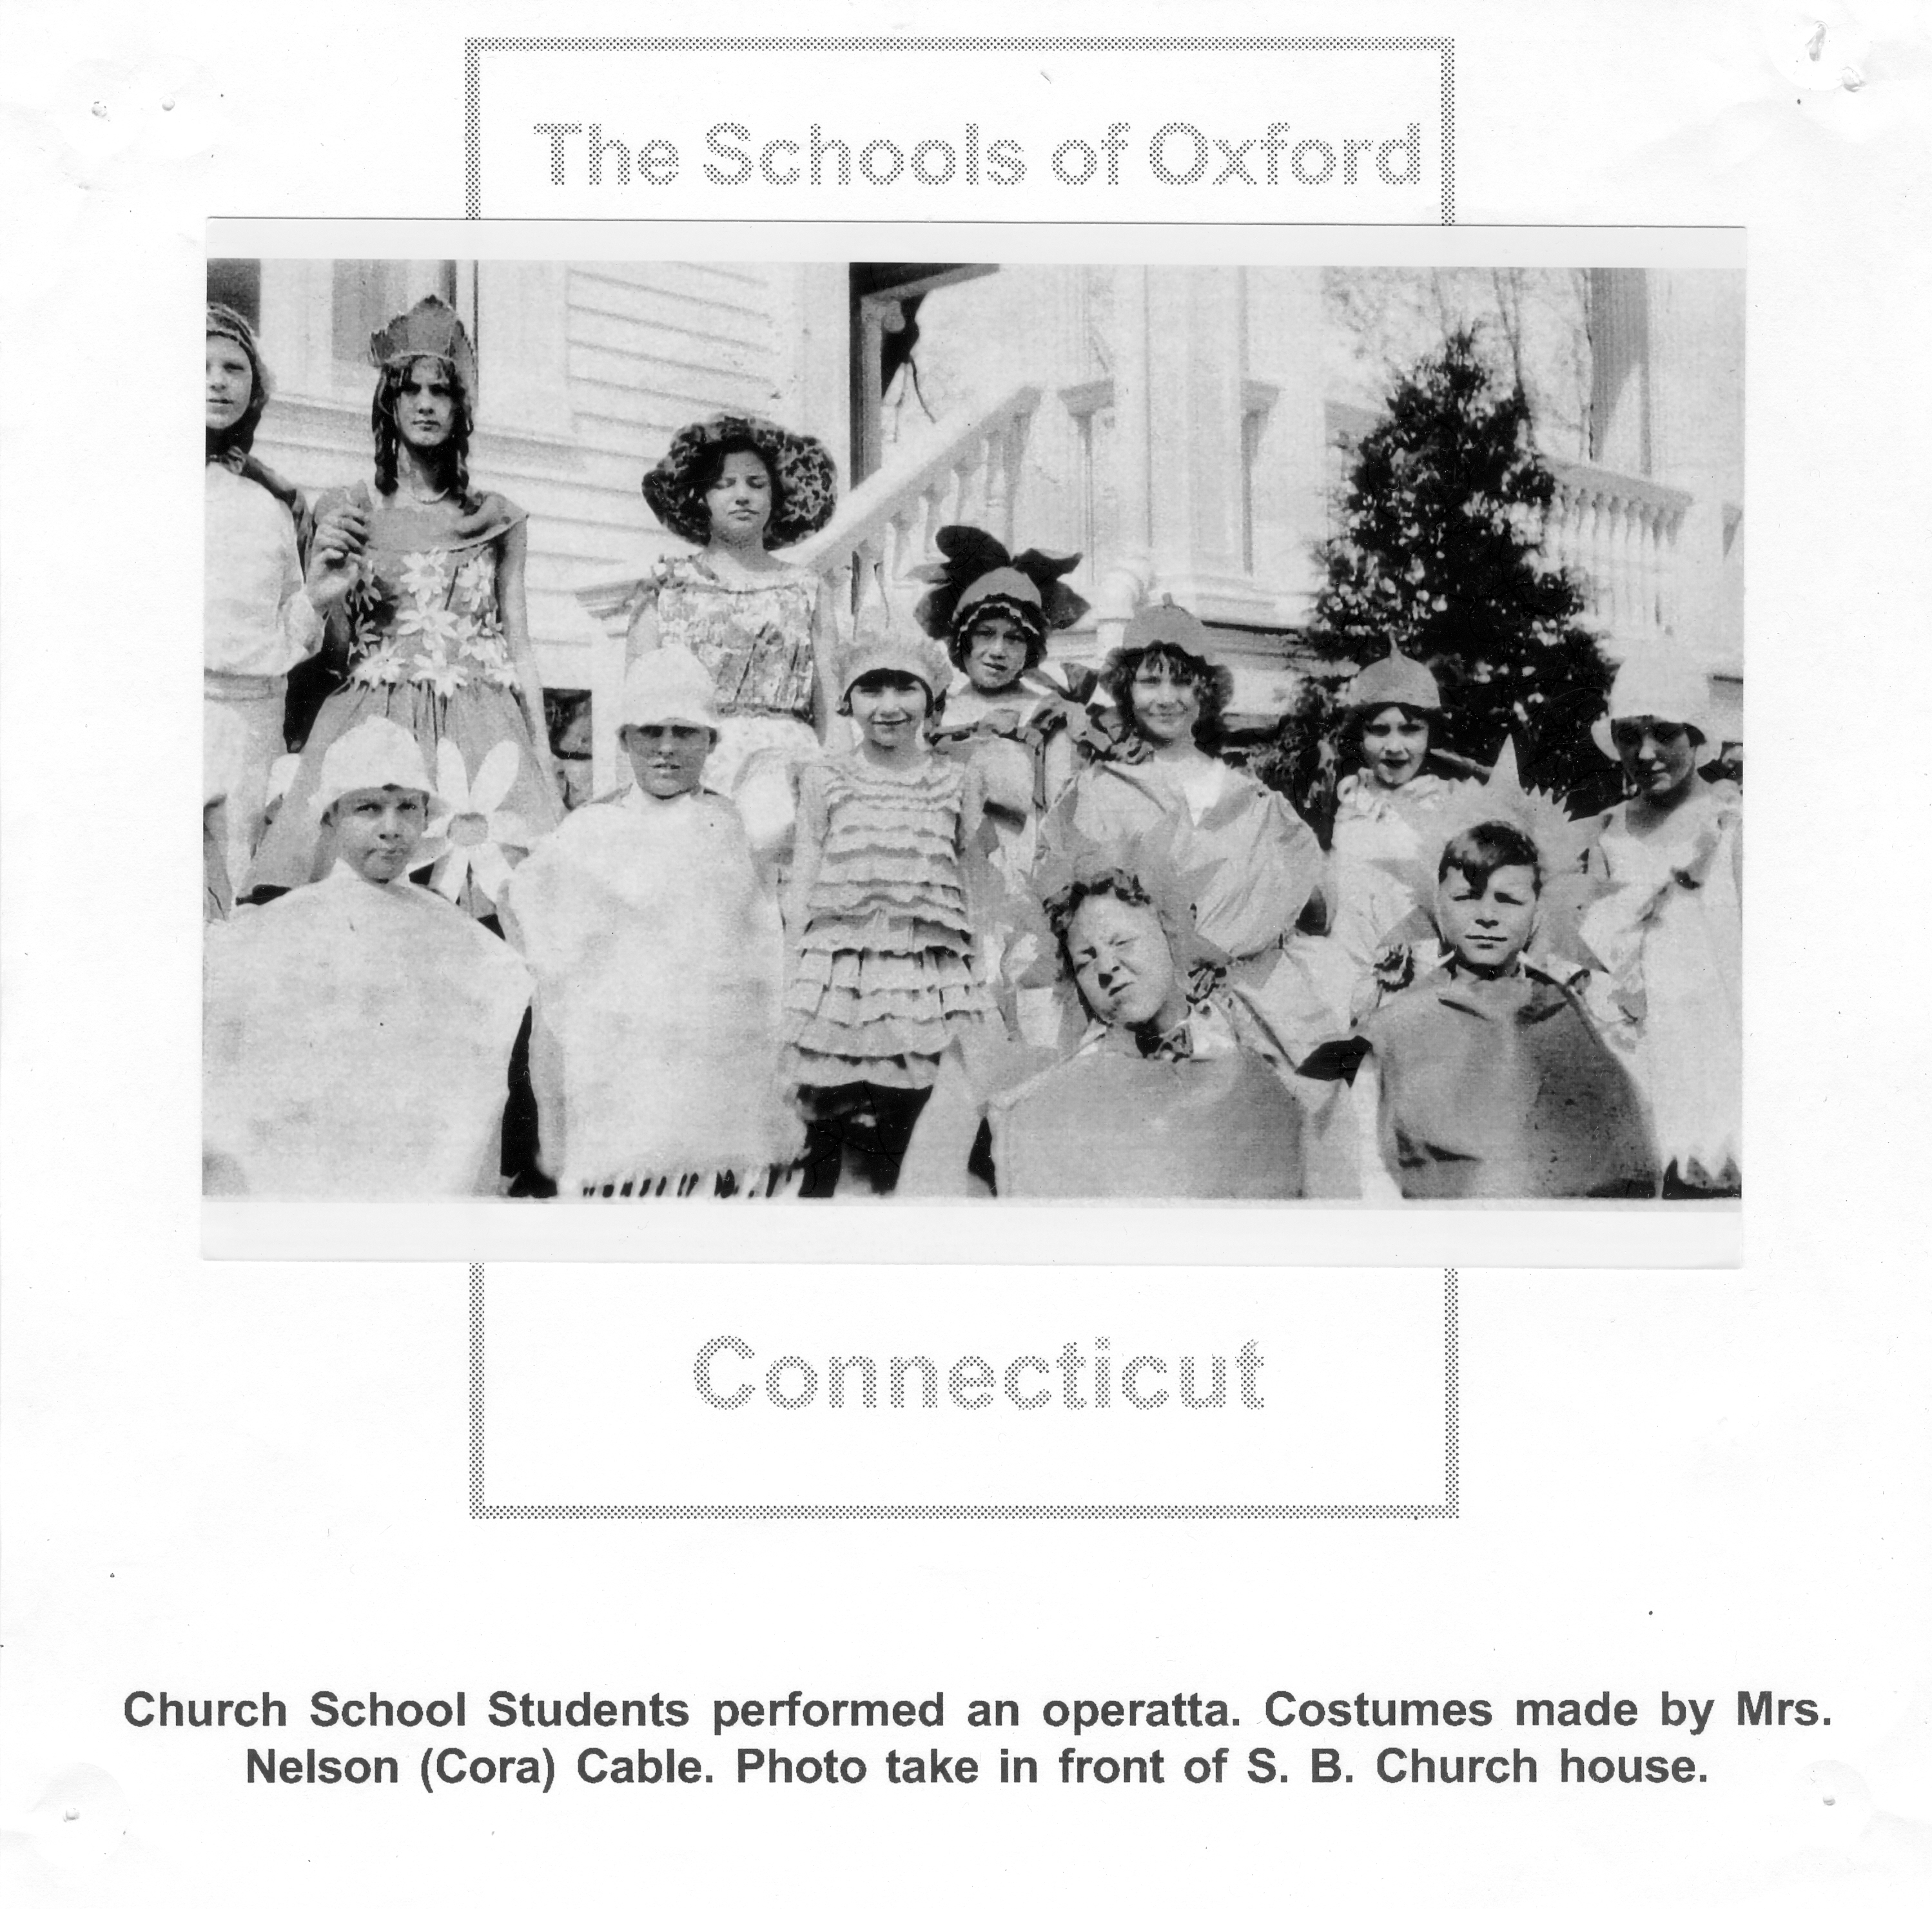 The Schools of Oxford
Connecticut
Church School Students performed an operatta. Costumes made by Mrs.
Nelson (Cora) Cable. Photo take in front of S. B. Church house.